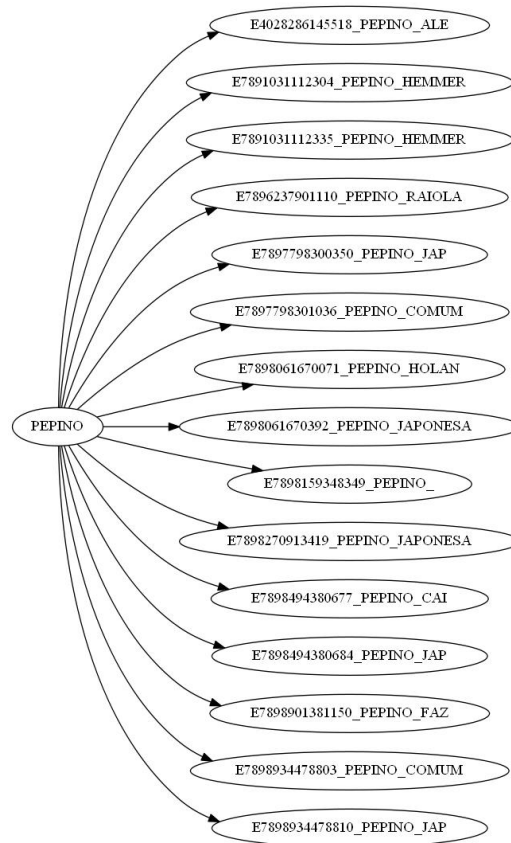 E4028286145518_PEPINO_ALE
E7891031112304_PEPINO_HEMMER
E7891031112335_PEPINO_HEMMER
E7896237901110_PEPINO_RAIOLA
E7897798300350_PEPINO_JAP
E7897798301036_PEPINO_COMUM
E7898061670071_PEPINO_HOLAN
PEPINO
E7898061670392_PEPINO_JAPONESA
E7898159348349_PEPINO_
E7898270913419_PEPINO_JAPONESA
E7898494380677_PEPINO_CAI
E7898494380684_PEPINO_JAP
E7898901381150_PEPINO_FAZ
E7898934478803_PEPINO_COMUM
E7898934478810_PEPINO_JAP